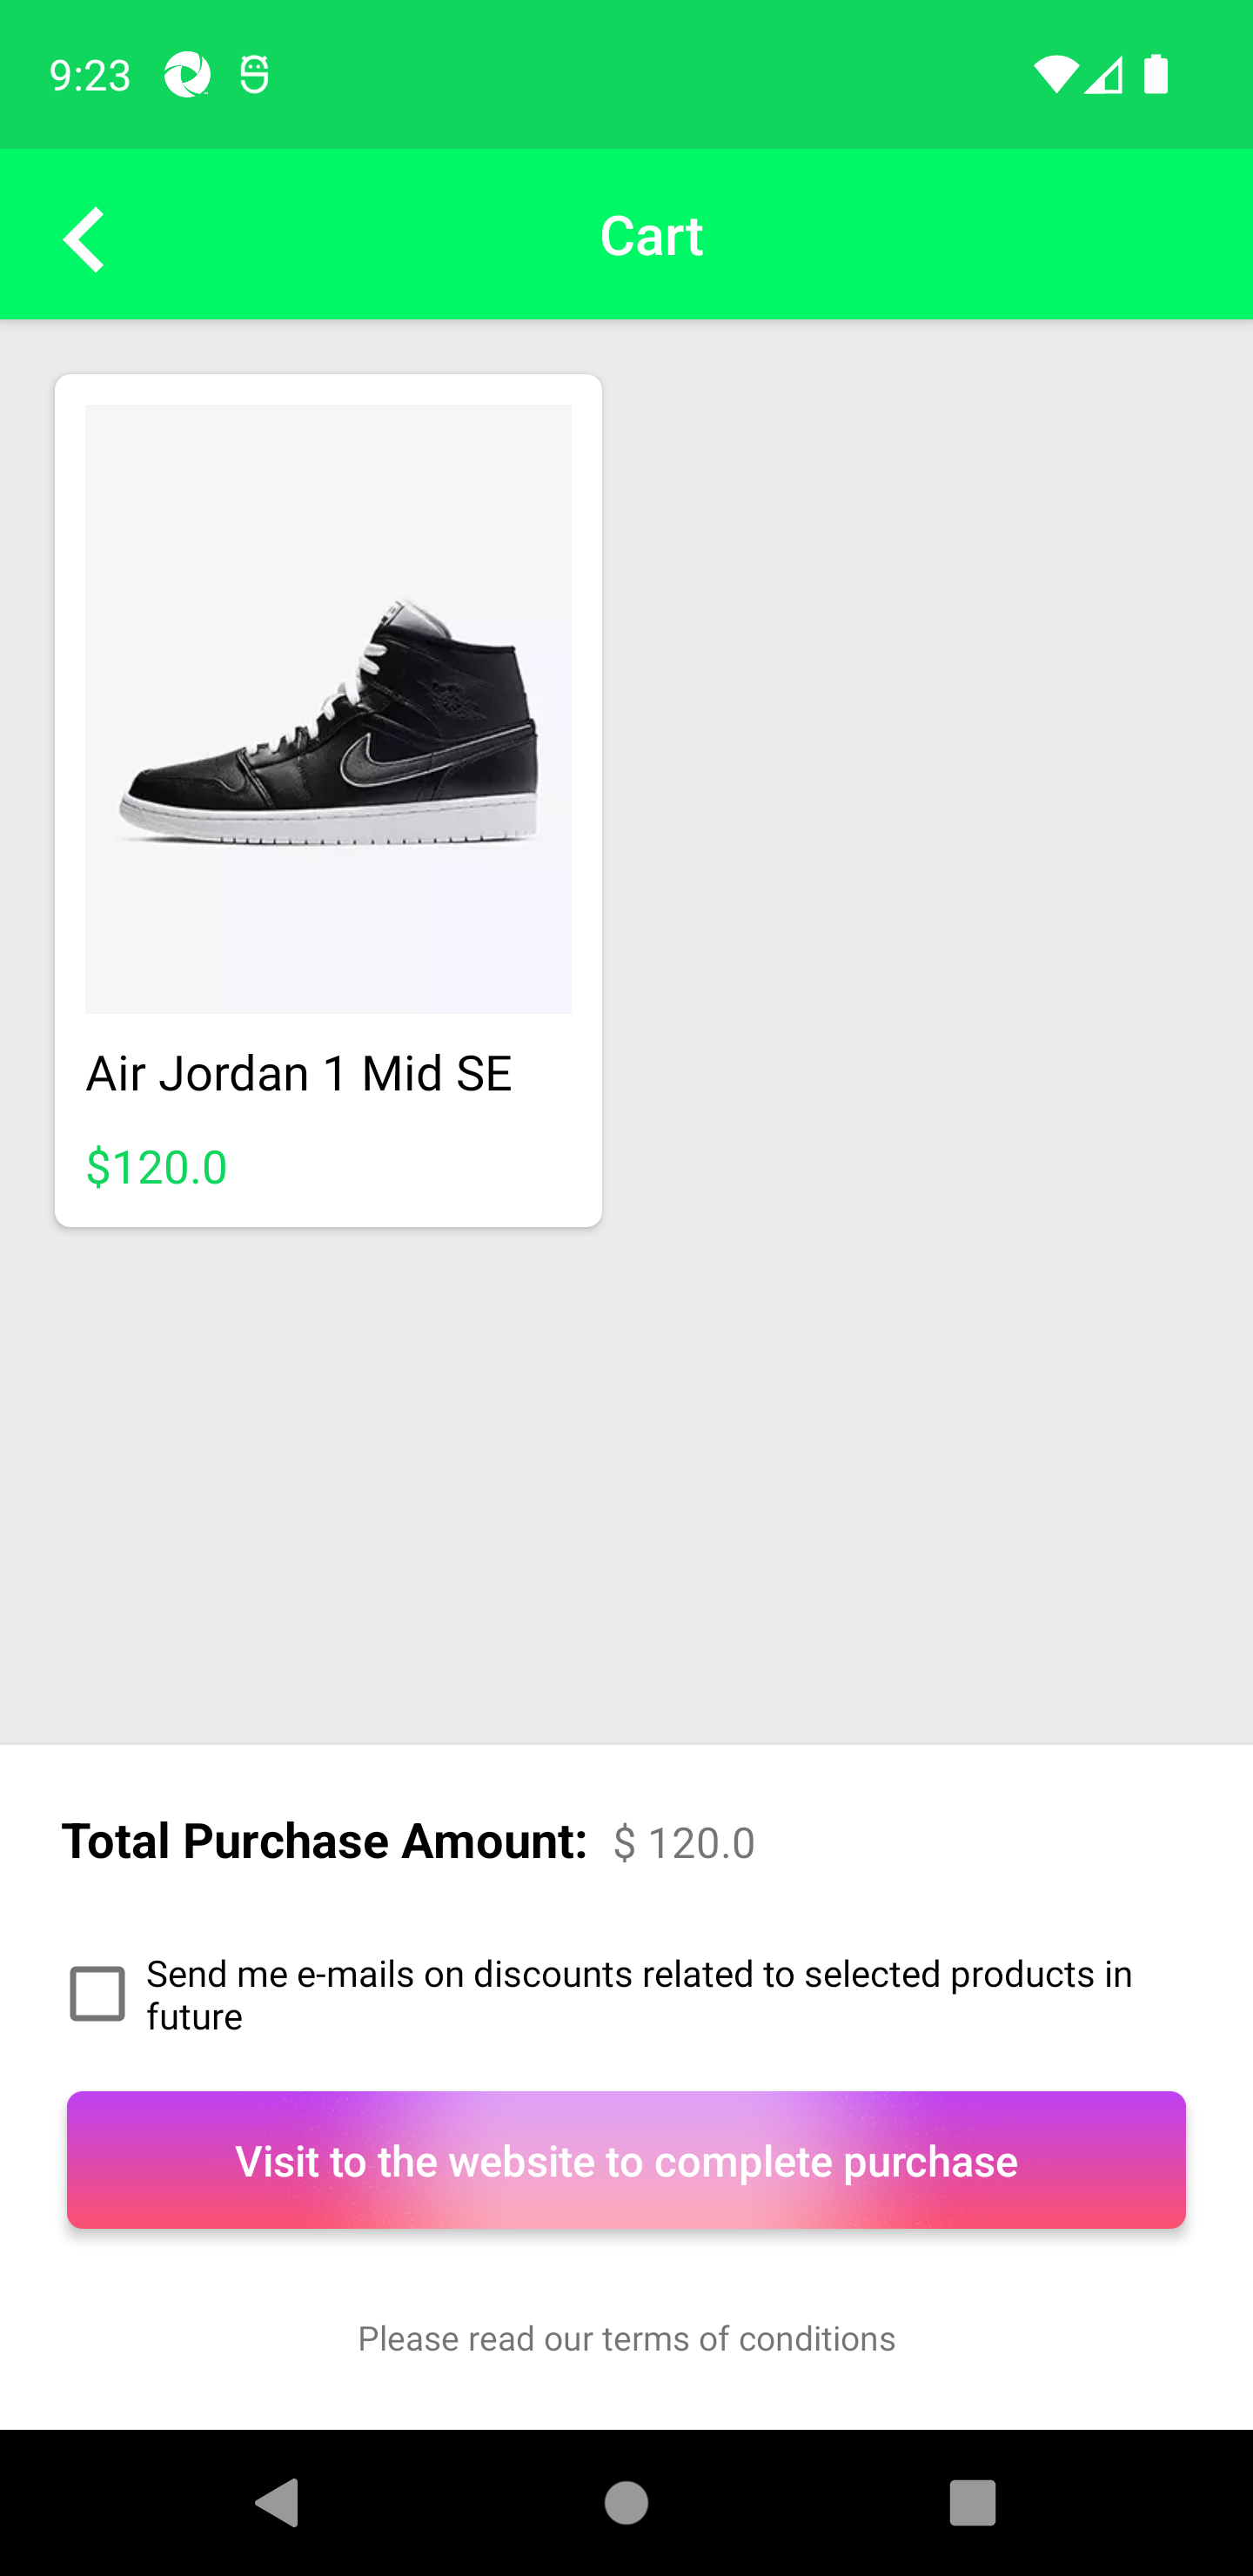 9:23
Cart
Air Jordan 1 Mid SE
$120.0
Total Purchase Amount: $ 120.0
Send me e-mails on discounts related to selected products in
future
Visit to the website to complete purchase
Please read our terms of conditions